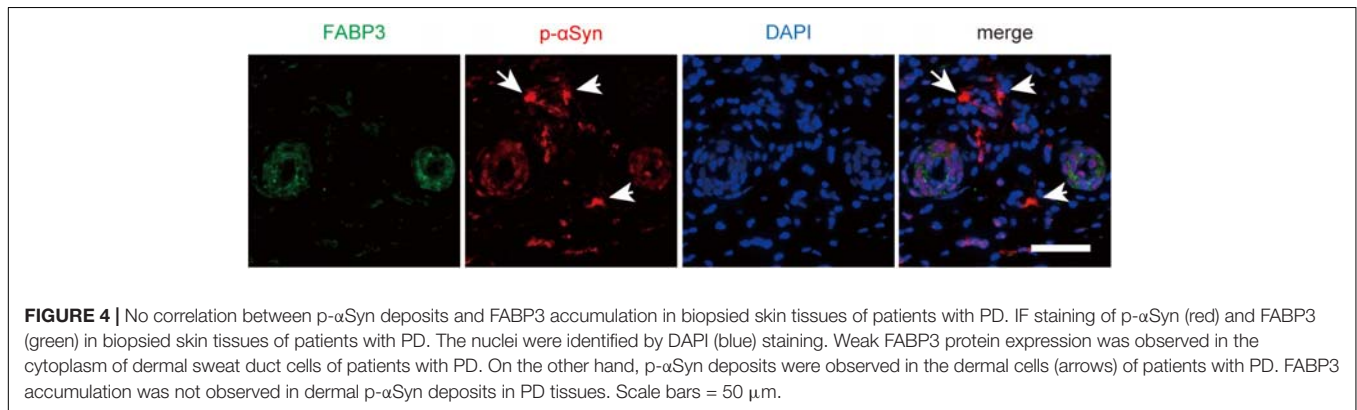 FABP3 p-αSyn DAPI merge
FIGURE 4 | No correlation between p-αSyn deposits and FABP3 accumulation in biopsied skin tissues of patients with PD. IF staining of p-αSyn (red) and FABP3
(green) in biopsied skin tissues of patients with PD. The nuclei were identified by DAPI (blue) staining. Weak FABP3 protein expression was observed in the
cytoplasm of dermal sweat duct cells of patients with PD. On the other hand, p-αSyn deposits were observed in the dermal cells (arrows) of patients with PD. FABP3
accumulation was not observed in dermal p-αSyn deposits in PD tissues. Scale bars = 50 μm.